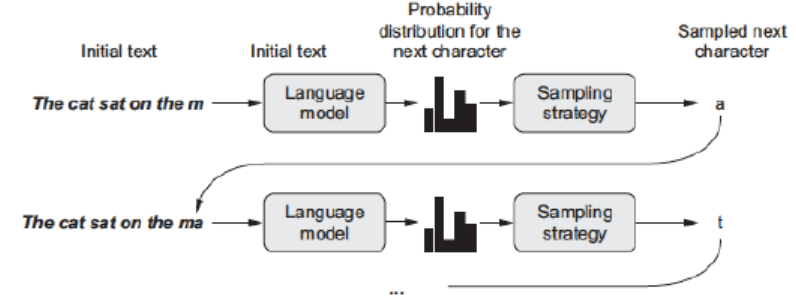 Initial text
Initial text
Probability
distribution for the
next character
Sampled next
character
The cat sat on the m
Language
model
Sampling
strategy
a
The cat sat on the ma
Language
model
Sampling
strategy
t
...